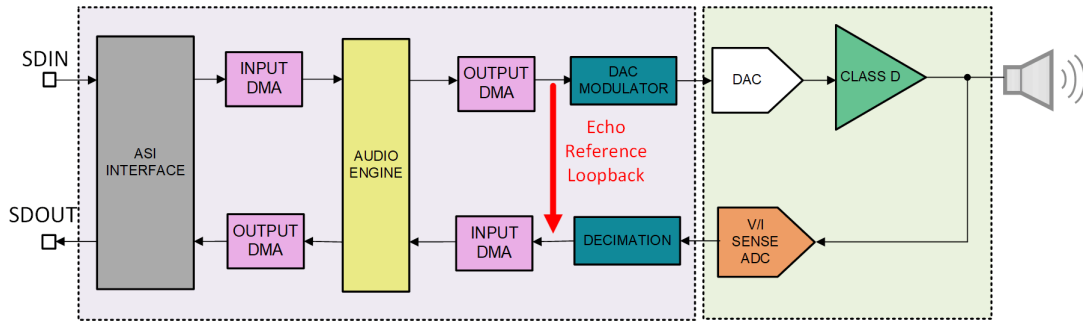 SDIN
ASI
INTERFACE
INPUT
DMA
AUDIO
ENGINE
OUTPUT
DMA
DAC
MODULATOR
DAC
CLASS D
Echo
Reference
Loopback
SDOUT
OUTPUT
DMA
INPUT
DMA
DECIMATION
V/I
SENSE
ADC